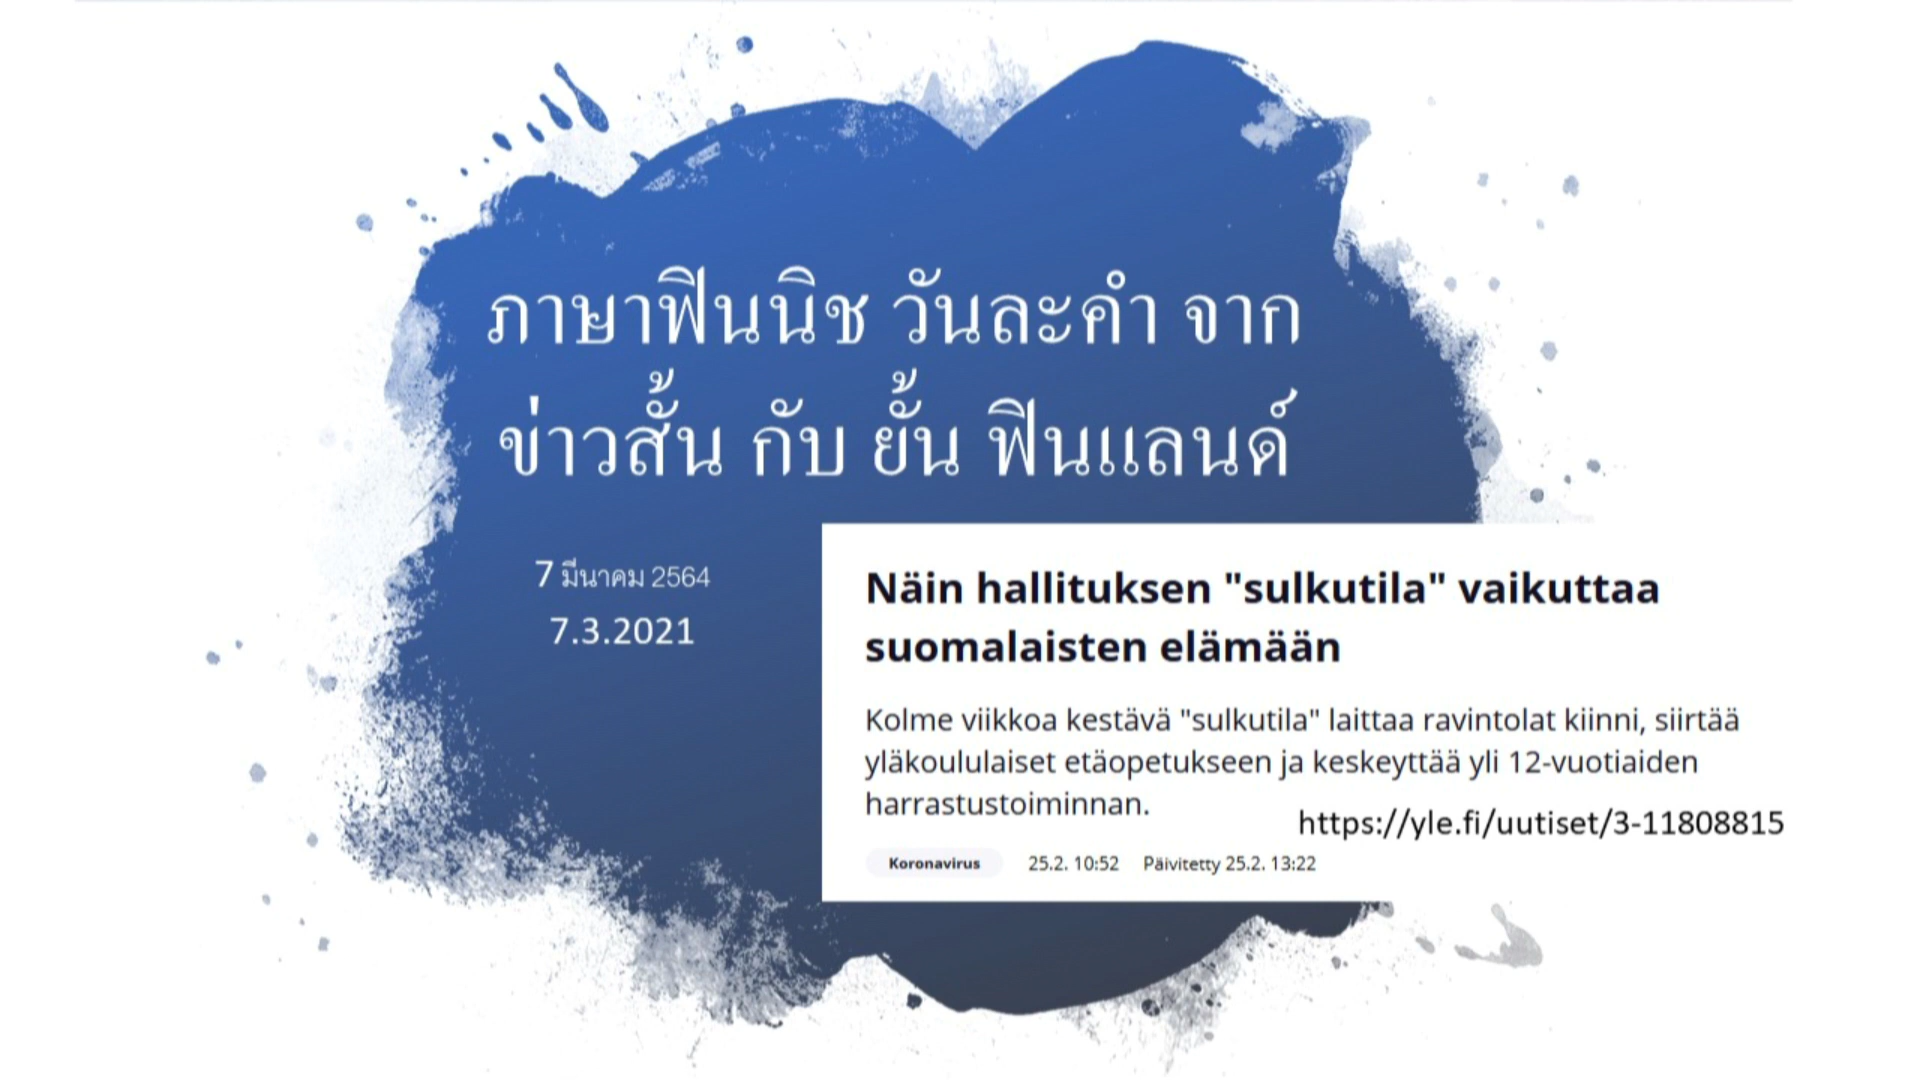 ภาษาฟินนิช วันละคำ จาก
ข่าวสั้น กับ ยั้น ฟินแลนด์
7 มีนาคม 2564
7.3.2021
Näin hallituksen "sulkutila" vaikuttaa
suomalaisten elämään
Kolme viikkoa kestävä "sulkutila" laittaa ravintolat kiinni, siirtää
yläkoululaiset etäopetukseen ja keskeyttää yli 12-vuotiaiden
harrastustoiminnan.
https://yle.fi/uutiset/3-11808815
Koronavirus 25.2. 10:52 Päivitetty 25.2. 13:22